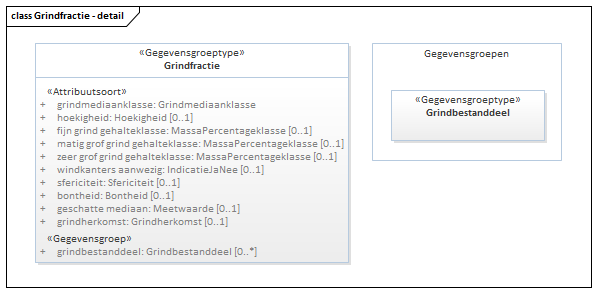 class Grindfractie - detail
«Gegevensgroeptype»
Grindfractie
«Attribuutsoort»
+ grindmediaanklasse: Grindmediaanklasse
+ hoekigheid: Hoekigheid [0..1]
+ fijn grind gehalteklasse: MassaPercentageklasse [0..1]
+ matig grof grind gehalteklasse: MassaPercentageklasse [0..1]
+ zeer grof grind gehalteklasse: MassaPercentageklasse [0..1]
+ windkanters aanwezig: IndicatieJaNee [0..1]
+ sfericiteit: Sfericiteit [0..1]
+ bontheid: Bontheid [0..1]
+ geschatte mediaan: Meetwaarde [0..1]
+ grindherkomst: Grindherkomst [0..1]
«Gegevensgroep»
+ grindbestanddeel: Grindbestanddeel [0..*]
Gegevensgroepen
«Gegevensgroeptype»
Grindbestanddeel